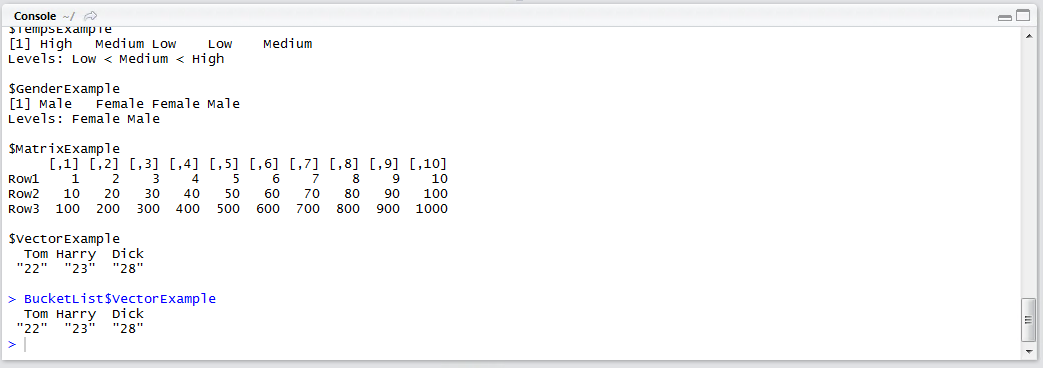 Console ~/
$TempsExample
[1] High   Medium Low    Low    Medium
Levels: Low < Medium < High
$GenderExample
[1] Male   Female Female Male
Levels: Female Male
$MatrixExample
     [,1] [,2] [,3] [,4] [,5] [,6] [,7] [,8] [,9] [,10]
Row1    1    2    3    4    5    6    7    8    9    10
Row2   10   20   30   40   50   60   70   80   90   100
Row3  100  200  300  400  500  600  700  800  900  1000
$VectorExample
  Tom Harry  Dick
 "22"  "23"  "28"
> BucketList$VectorExample
  Tom Harry  Dick
 "22"  "23"  "28"
>